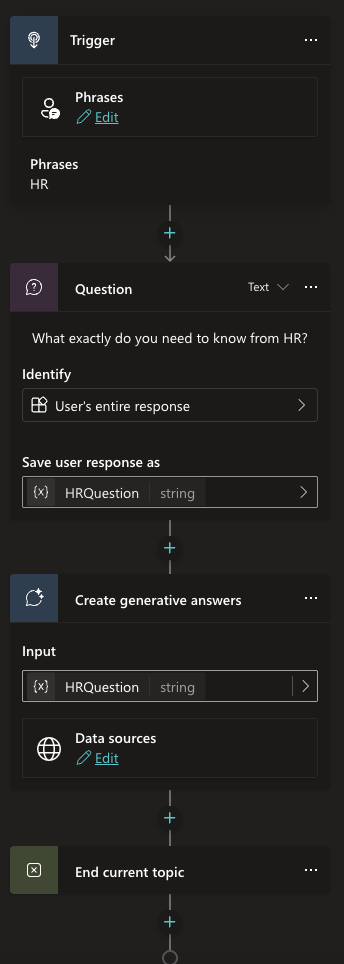 Trigger
Phrases
Edit
Phrases
HR
Question
Text
What exactly do you need to know from HR?
Identify
User's entire response
Save user response as
{x} HRQuestion string
Create generative answers
Input
{x} HRQuestion string
Data sources
Edit
End current topic